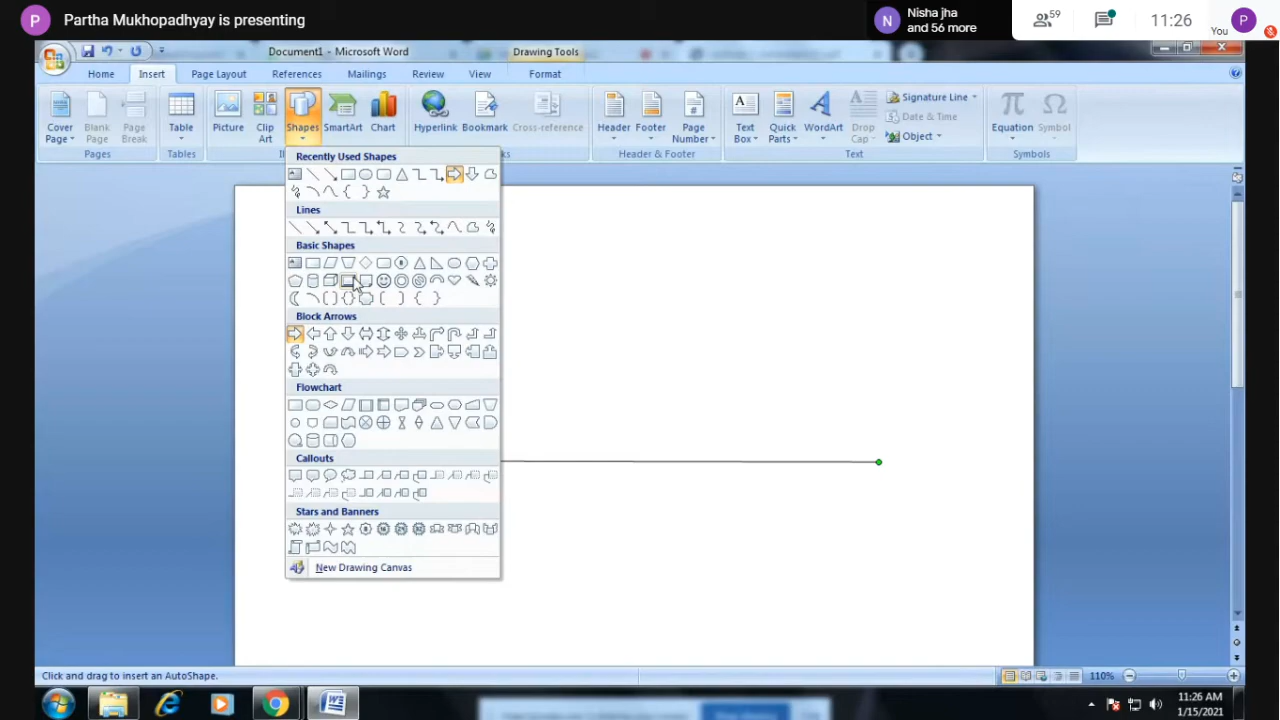 Partha Mukhopadhyay is presenting
Nisha jha
and 56 more
59
11:26
You
Document1 - Microsoft Word
Drawing Tools
Home Insert Page Layout References Mailings Review View Format
Cover Page Blank Page Page Break
Table
Picture Clip Art Shapes SmartArt Chart
Hyperlink Bookmark Cross-reference
Header Footer Page Number
Text Box Quick Parts WordArt Drop Cap
Signature Line
Date & Time
Object
Equation Symbol
Pages Tables Header & Footer Text Symbols
Recently Used Shapes
Lines
Basic Shapes
Block Arrows
Flowchart
Callouts
Stars and Banners
New Drawing Canvas
Click and drag to insert an AutoShape.
110%
11:26 AM
1/15/2021